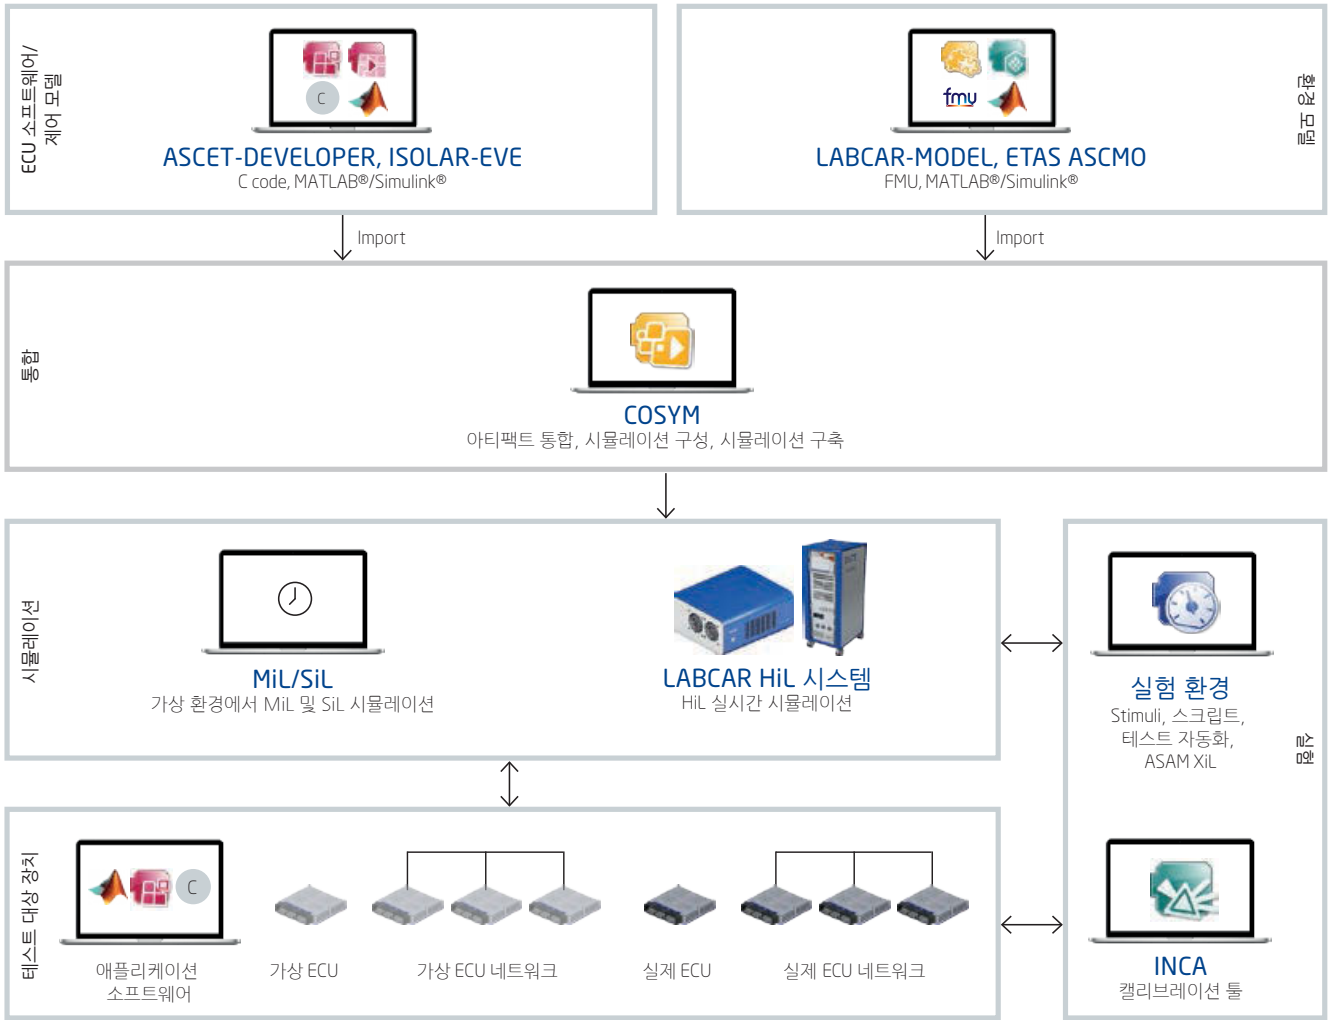 ECU 소프트웨어/
제어 모델
C
ASCET-DEVELOPER, ISOLAR-EVE
C code, MATLAB®/Simulink®
fmu
LABCAR-MODEL, ETAS ASCMO
FMU, MATLAB®/Simulink®
환경 모델
Import
Import
통합
COSYM
아티팩트 통합, 시뮬레이션 구성, 시뮬레이션 구축
시뮬레이션
MiL/SiL
가상 환경에서 MiL 및 SiL 시뮬레이션
LABCAR HiL 시스템
HiL 실시간 시뮬레이션
실험 환경
Stimuli, 스크립트,
테스트 자동화,
ASAM XiL
실험
테스트 대상 장치
C
애플리케이션
소프트웨어
가상 ECU
가상 ECU 네트워크
실제 ECU
실제 ECU 네트워크
INCA
캘리브레이션 툴